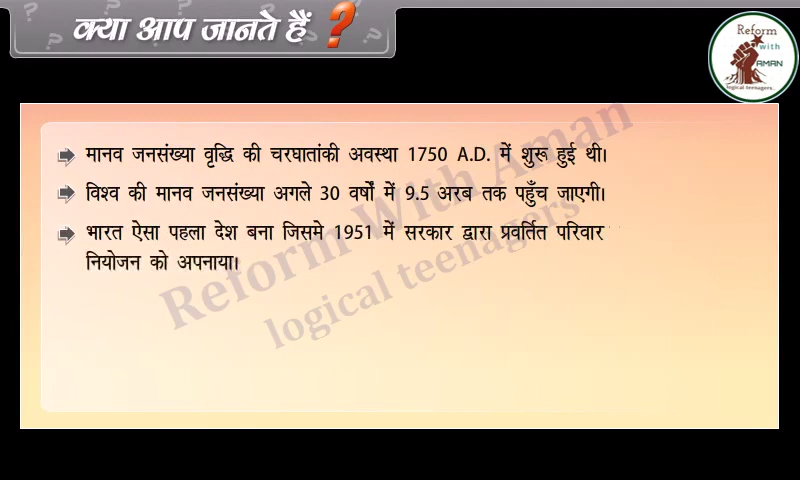 क्या आप जानते हैं ?
Reform
with
AMAN
logical teenagers.
मानव जनसंख्या वृद्धि की चरघातांकी अवस्था 1750 A.D. में शुरू हुई थी।
विश्व की मानव जनसंख्या अगले 30 वर्षों में 9.5 अरब तक पहुँच जाएगी।
भारत ऐसा पहला देश बना जिसमे 1951 में सरकार द्वारा प्रवर्तित परिवार
नियोजन को अपनाया।
Reform With Aman
logical teenagers